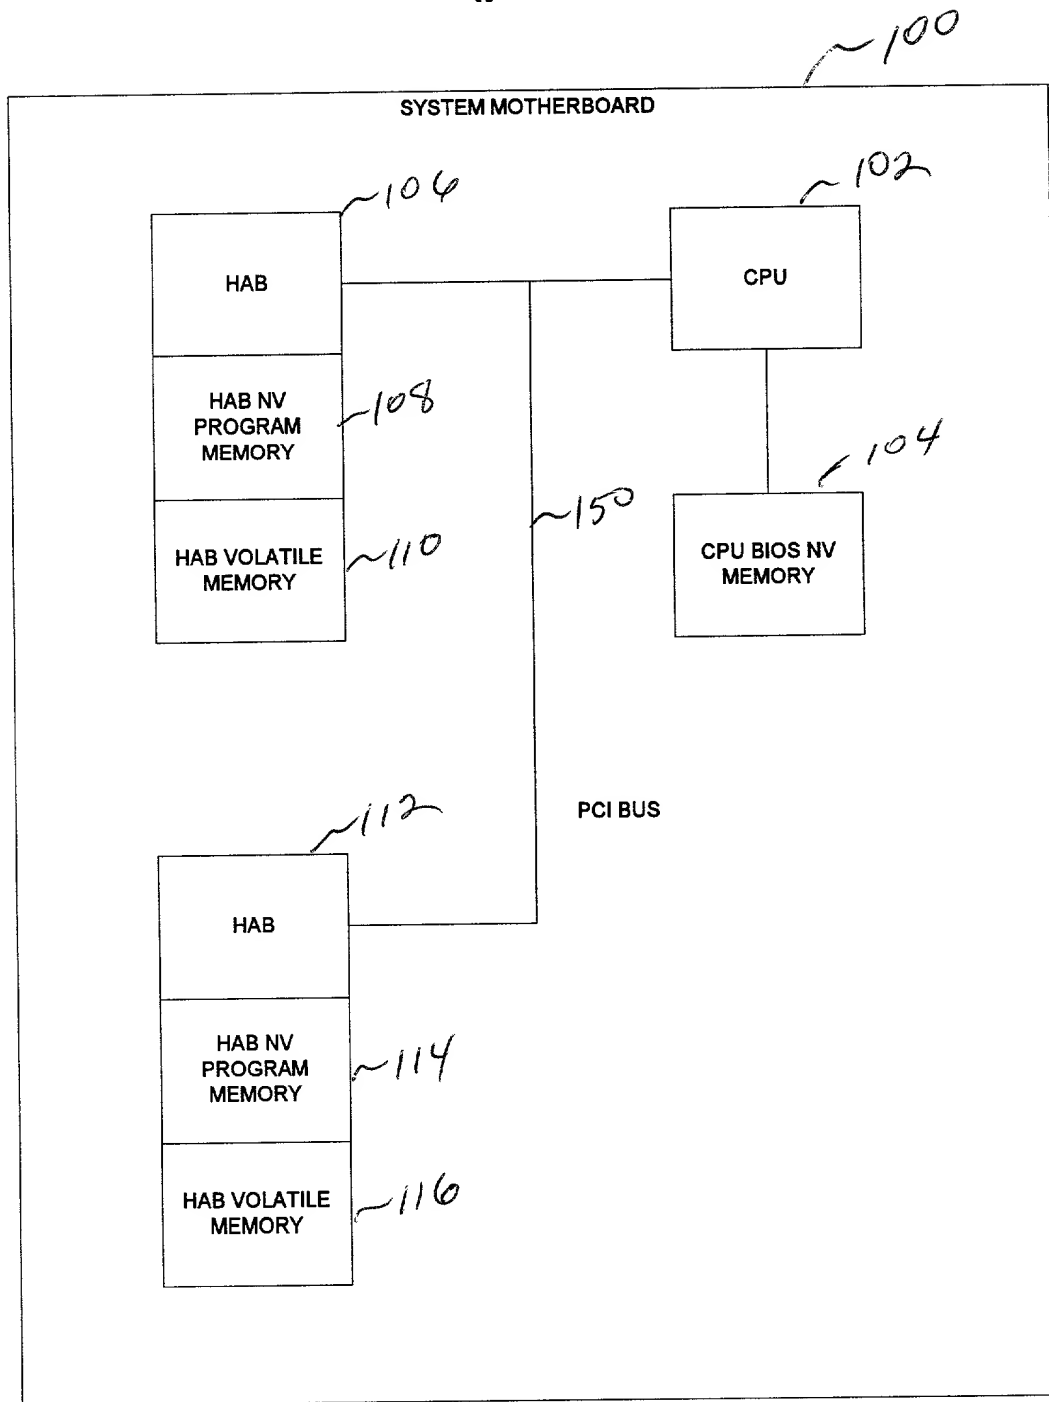 100
SYSTEM MOTHERBOARD
106
102
HAB
CPU
HAB NV
PROGRAM
MEMORY
108
104
150
HAB VOLATILE
MEMORY
110
CPU BIOS NV
MEMORY
PCI BUS
112
HAB
HAB NV
PROGRAM
MEMORY
114
HAB VOLATILE
MEMORY
116